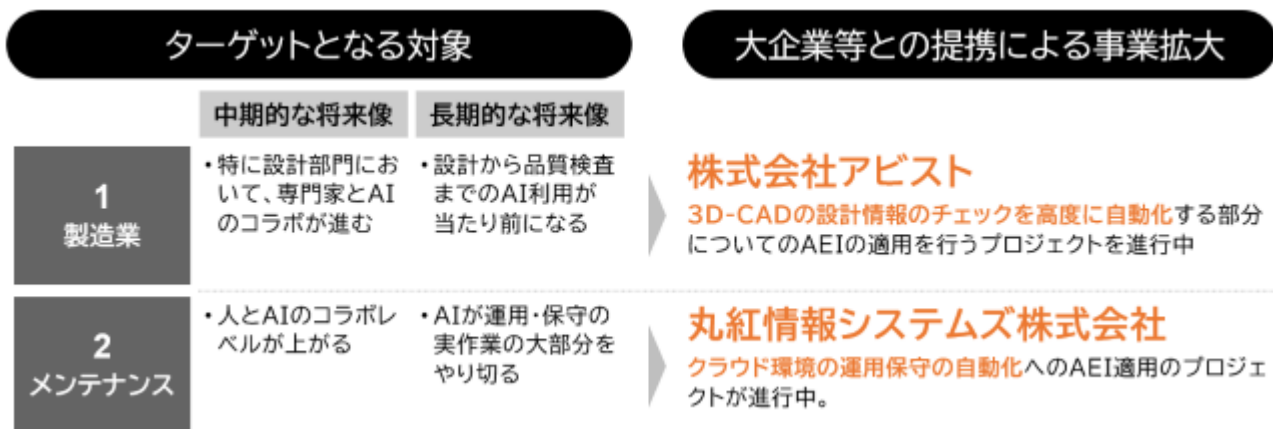 ターゲットとなる対象
大企業等との提携による事業拡大
中期的な将来像
長期的な将来像
1
製造業
・特に設計部門にお
いて、専門家とAI
のコラボが進む
・設計から品質検査
までのAI利用が
当たり前になる
株式会社アビスト
3D-CADの設計情報のチェックを高度に自動化する部分
についてのAEIの適用を行うプロジェクトを進行中
2
メンテナンス
・人とAIのコラボレ
ベルが上がる
・AIが運用・保守の
実作業の大部分を
やり切る
丸紅情報システムズ株式会社
クラウド環境の運用保守の自動化へのAEI適用のプロジェ
クトが進行中。